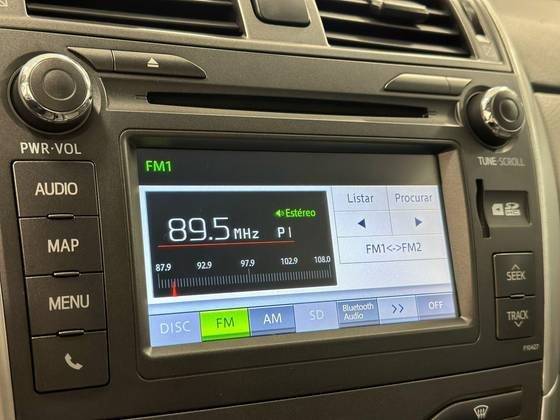 PWR·VOL
TUNE·SCROLL
AUDIO
MAP
MENU
FM1
89.5 MHz P1
Estéreo
87.9 92.9 97.9 102.9 108.0
Listar Procurar
FM1<->FM2
DISC FM AM SD Bluetooth Audio >> OFF
SEEK
TRACK